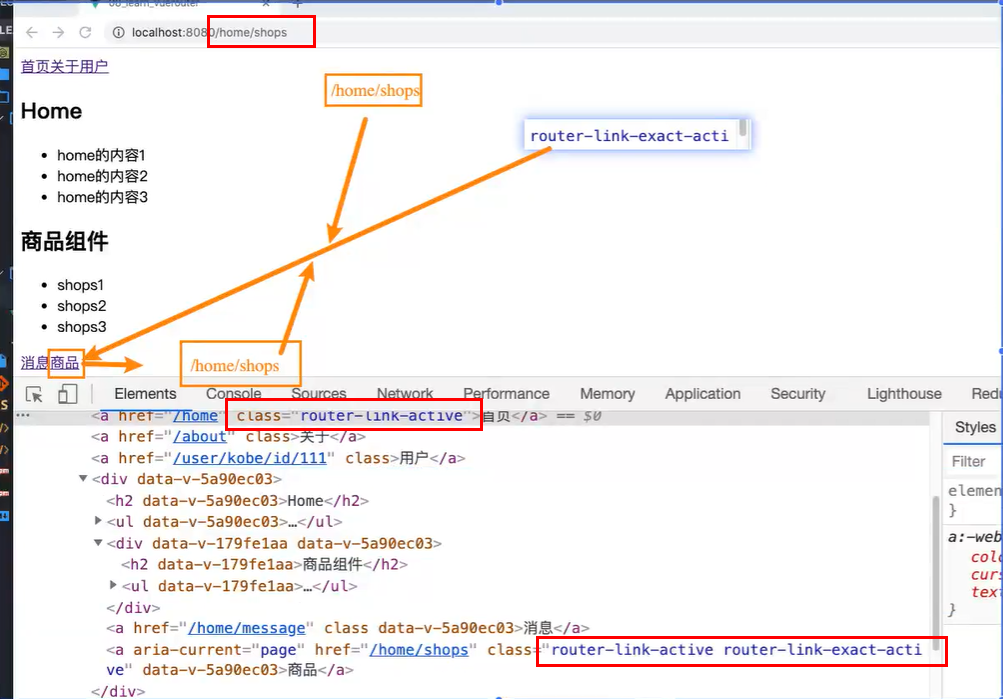 08_learn_vuerouter
localhost:8080/home/shops
首页关于用户
/home/shops
Home
router-link-exact-acti
home的内容1
home的内容2
home的内容3
商品组件
shops1
shops2
shops3
/home/shops
消息商品
Elements Console Sources Network Performance Memory Application Security Lighthouse Redu
<a href="/home" class="router-link-active">首页</a> == $0
Styles
<a href="/about" class>关于</a>
<a href="/user/kobe/id/111" class>用户</a>
Filter
<div data-v-5a90ec03>
elemen
<h2 data-v-5a90ec03>Home</h2>
}
<ul data-v-5a90ec03>…</ul>
a:-web
<div data-v-179fe1aa data-v-5a90ec03>
colo
<h2 data-v-179fe1aa>商品组件</h2>
curs
<ul data-v-179fe1aa>…</ul>
text
</div>
}
<a href="/home/message" class data-v-5a90ec03>消息</a>
<a aria-current="page" href="/home/shops" class="router-link-active router-link-exact-acti
ve" data-v-5a90ec03>商品</a>
</div>